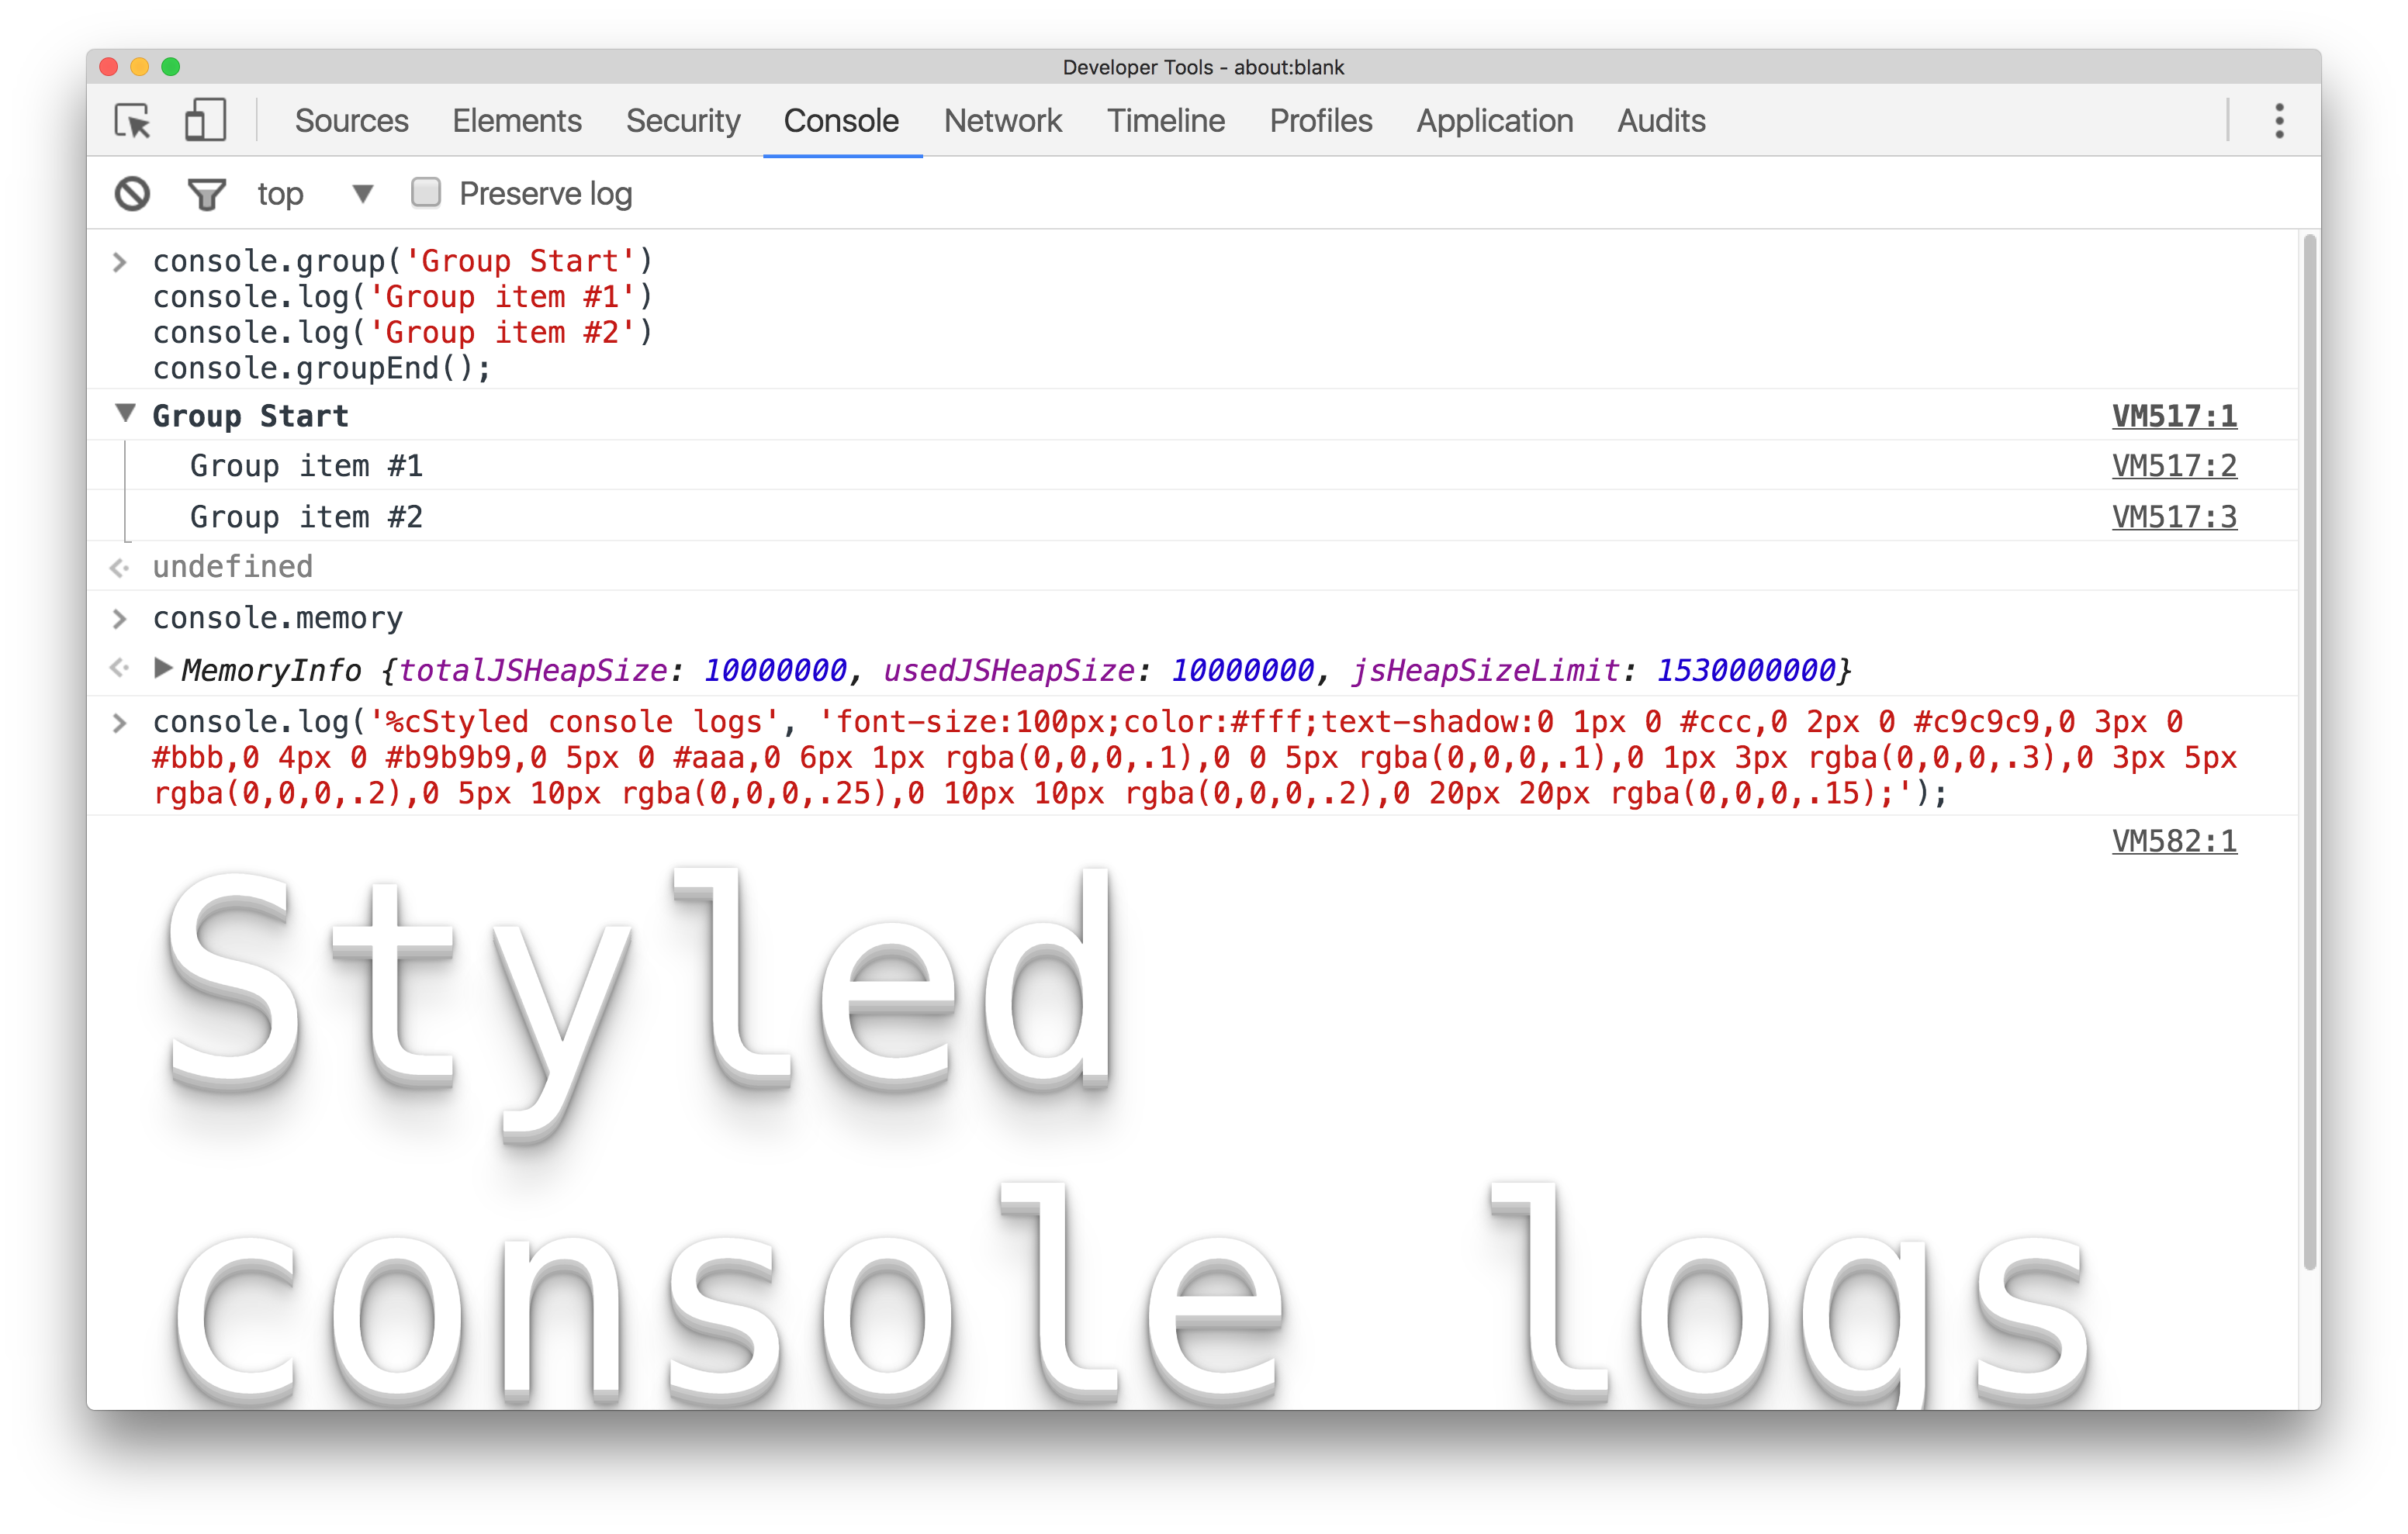 Developer Tools - about:blank
Sources Elements Security Console Network Timeline Profiles Application Audits
top Preserve log
console.group('Group Start')
console.log('Group item #1')
console.log('Group item #2')
console.groupEnd();
Group Start VM517:1
Group item #1 VM517:2
Group item #2 VM517:3
undefined
console.memory
MemoryInfo {totalJSHeapSize: 10000000, usedJSHeapSize: 10000000, jsHeapSizeLimit: 1530000000}
console.log('%cStyled console logs', 'font-size:100px;color:#fff;text-shadow:0 1px 0 #ccc,0 2px 0 #c9c9c9,0 3px 0
#bbb,0 4px 0 #b9b9b9,0 5px 0 #aaa,0 6px 1px rgba(0,0,0,.1),0 0 5px rgba(0,0,0,.1),0 1px 3px rgba(0,0,0,.3),0 3px 5px
rgba(0,0,0,.2),0 5px 10px rgba(0,0,0,.25),0 10px 10px rgba(0,0,0,.2),0 20px 20px rgba(0,0,0,.15);');
VM582:1
Styled
console logs